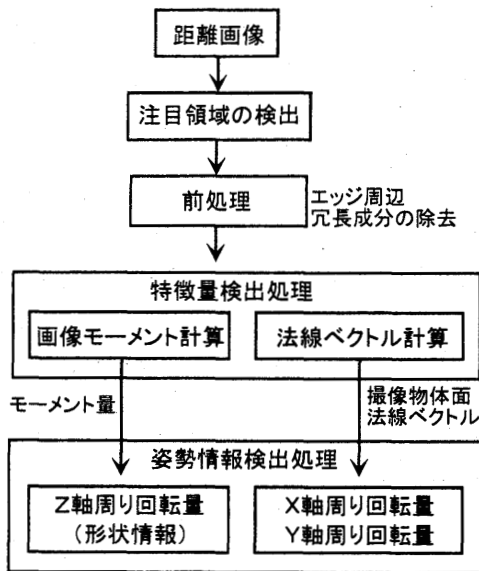 距離画像
注目領域の検出
前処理
エッジ周辺
冗長成分の除去
特徴量検出処理
画像モーメント計算
法線ベクトル計算
モーメント量
撮像物体面
法線ベクトル
姿勢情報検出処理
Z軸周り回転量
(形状情報)
X軸周り回転量
Y軸周り回転量